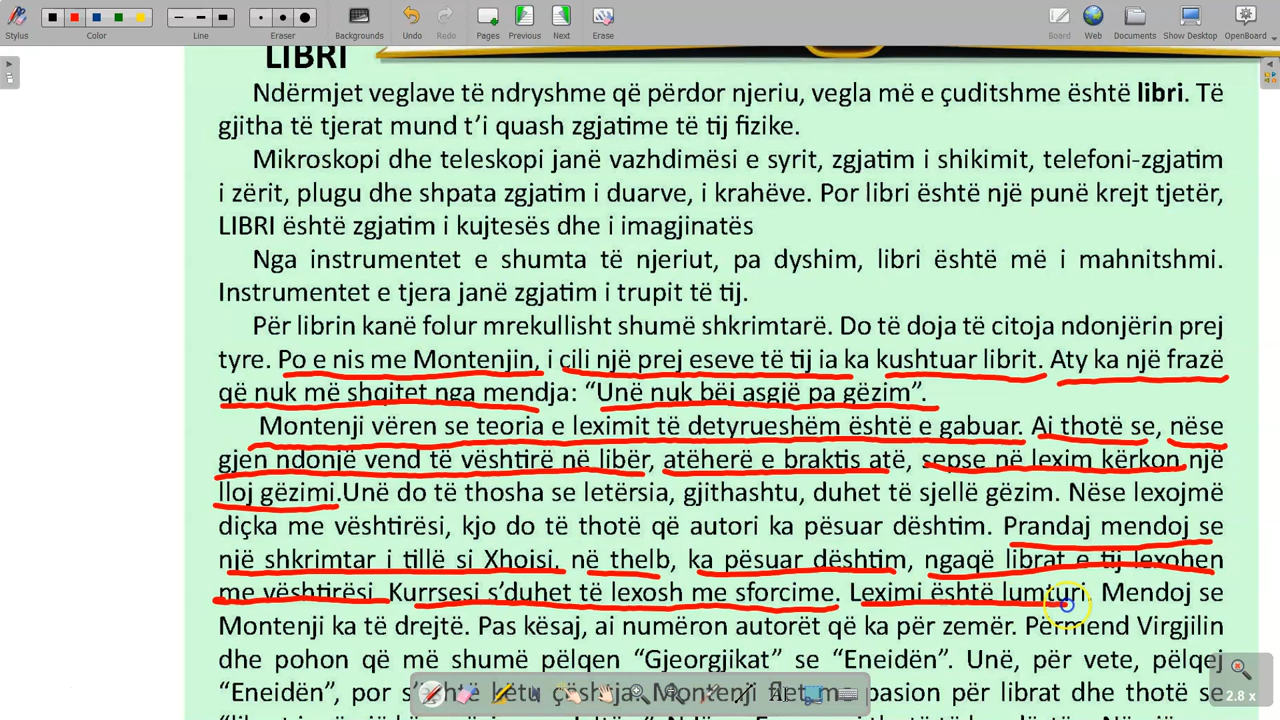 Stylus Color Line Eraser Backgrounds Undo Redo Pages Previous Next Erase Board Web Documents Show Desktop OpenBoard
LIBRI
Ndërmjet veglave të ndryshme që përdor njeriu, vegla më e çuditshme është libri. Të
gjitha të tjerat mund t’i quash zgjatime të tij fizike.
Mikroskopi dhe teleskopi janë vazhdimësi e syrit, zgjatim i shikimit, telefoni-zgjatim
i zërit, plugu dhe shpata zgjatim i duarve, i krahëve. Por libri është një punë krejt tjetër,
LIBRI është zgjatim i kujtesës dhe i imagjinatës
Nga instrumentet e shumta të njeriut, pa dyshim, libri është më i mahnitshmi.
Instrumentet e tjera janë zgjatim i trupit të tij.
Për librin kanë folur mrekullisht shumë shkrimtarë. Do të doja të citoja ndonjërin prej
tyre. Po e nis me Montenjin, i çili një prej eseve të tij ia ka kushtuar librit. Aty ka një frazë
që nuk më shqitet nga mendja: “Unë nuk bëj asgjë pa gëzim”.
Montenji vëren se teoria e leximit të detyrueshëm është e gabuar. Ai thotë se, nëse
gjen ndonjë vend të vështirë në libër, atëherë e braktis atë, sepse në lexim kërkon një
lloj gëzimi.Unë do të thosha se letërsia, gjithashtu, duhet të sjellë gëzim. Nëse lexojmë
diçka me vështirësi, kjo do të thotë që autori ka pësuar dështim. Prandaj mendoj se
një shkrimtar i tillë si Xhoisi, në thelb, ka pësuar dështim, ngaqë librat e tij lexohen
me vështirësi. Kurrsesi s’duhet të lexosh me sforcime. Leximi është lumturi. Mendoj se
Montenji ka të drejtë. Pas kësaj, ai numëron autorët që ka për zemër. Përmend Virgjilin
dhe pohon që më shumë pëlqen “Gjeorgjikat” se “Eneidën”. Unë, për vete, pëlqej
“Eneidën”, por s’është këtu çështja. Montenji flet me pasion për librat dhe thotë se
2.8 x